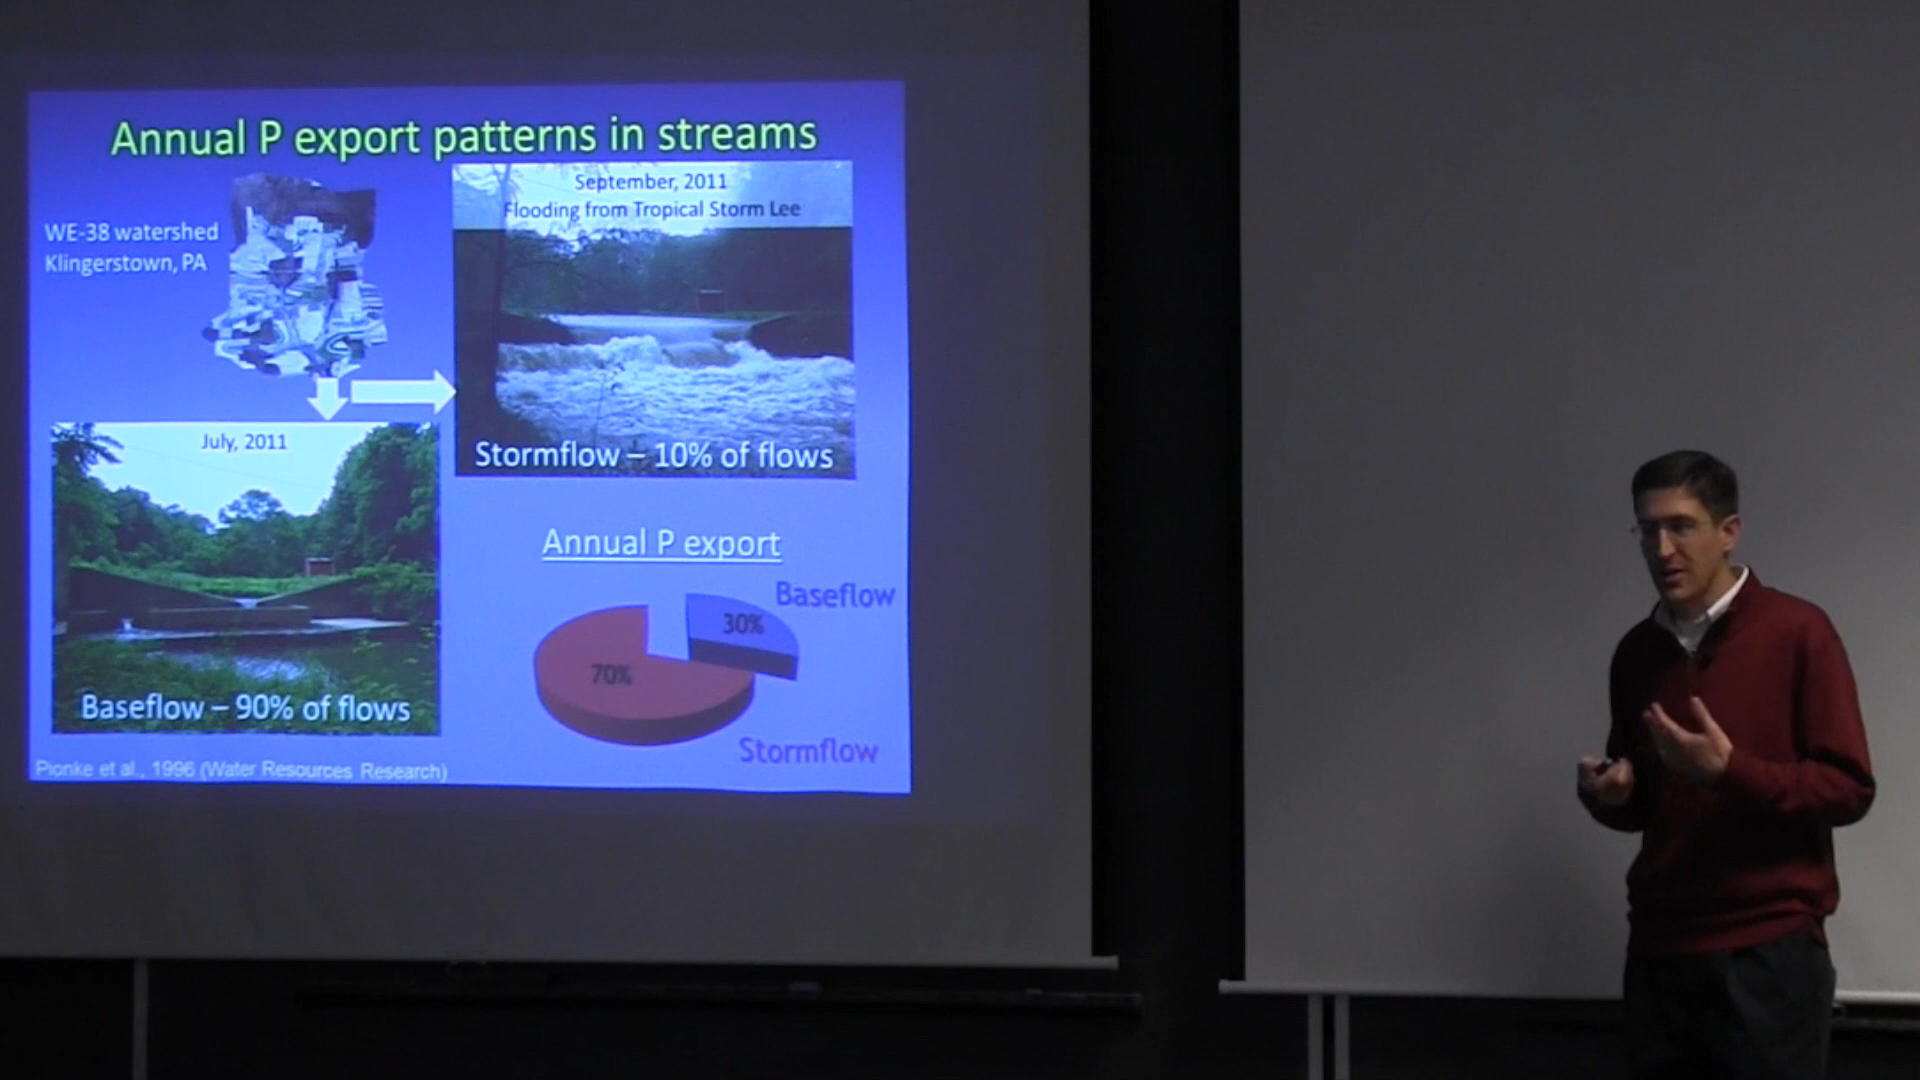 Annual P export patterns in streams
WE-38 watershed
Klingerstown, PA
September, 2011
Flooding from Tropical Storm Lee
Stormflow – 10% of flows
July, 2011
Baseflow – 90% of flows
Annual P export
Baseflow
30%
70%
Stormflow
Pionke et al., 1996 (Water Resources Research)